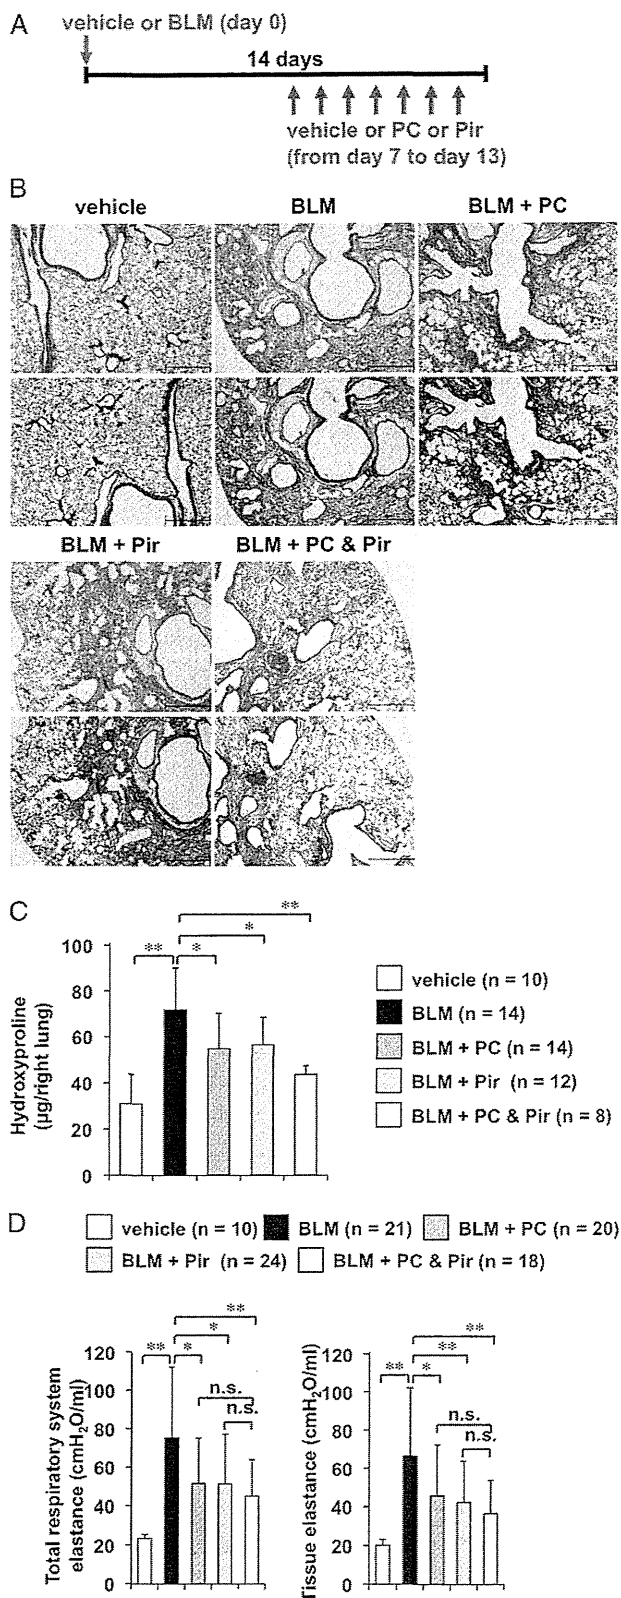 A
vehicle or BLM (day 0)
14 days
vehicle or PC or Pir
(from day 7 to day 13)
B
vehicle
BLM
BLM + PC
BLM + Pir
BLM + PC & Pir
C
Hydroxyproline
(µg/right lung)
100
80
60
40
20
0
**
*
*
**
vehicle (n = 10)
BLM (n = 14)
BLM + PC (n = 14)
BLM + Pir (n = 12)
BLM + PC & Pir (n = 8)
D
vehicle (n = 10)
BLM (n = 21)
BLM + PC (n = 20)
BLM + Pir (n = 24)
BLM + PC & Pir (n = 18)
Total respiratory system
elastance (cmH2O/ml)
120
100
80
60
40
20
0
**
*
*
**
n.s.
n.s.
Tissue elastance (cmH2O/ml)
120
100
80
60
40
20
0
**
*
**
**
n.s.
n.s.